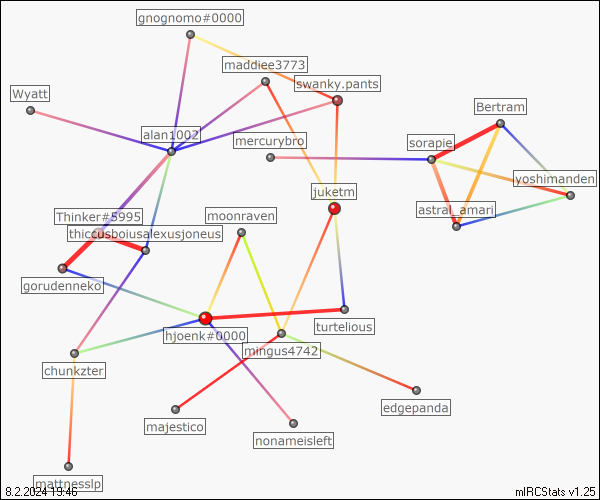 gnognomo#0000
maddiee3773
swanky.pants
Wyatt
Bertram
alan1002
mercurybro
sorapie
yoshimanden
juketm
astral_amari
Thinker#5995
moonraven
thiccusboiusalexusjoneus
gorudenneko
turtelious
hjoenk#0000
mingus4742
chunkzter
edgepanda
majestico
nonameisleft
mattnesslp
8.2.2024 19:46
mIRCStats v1.25